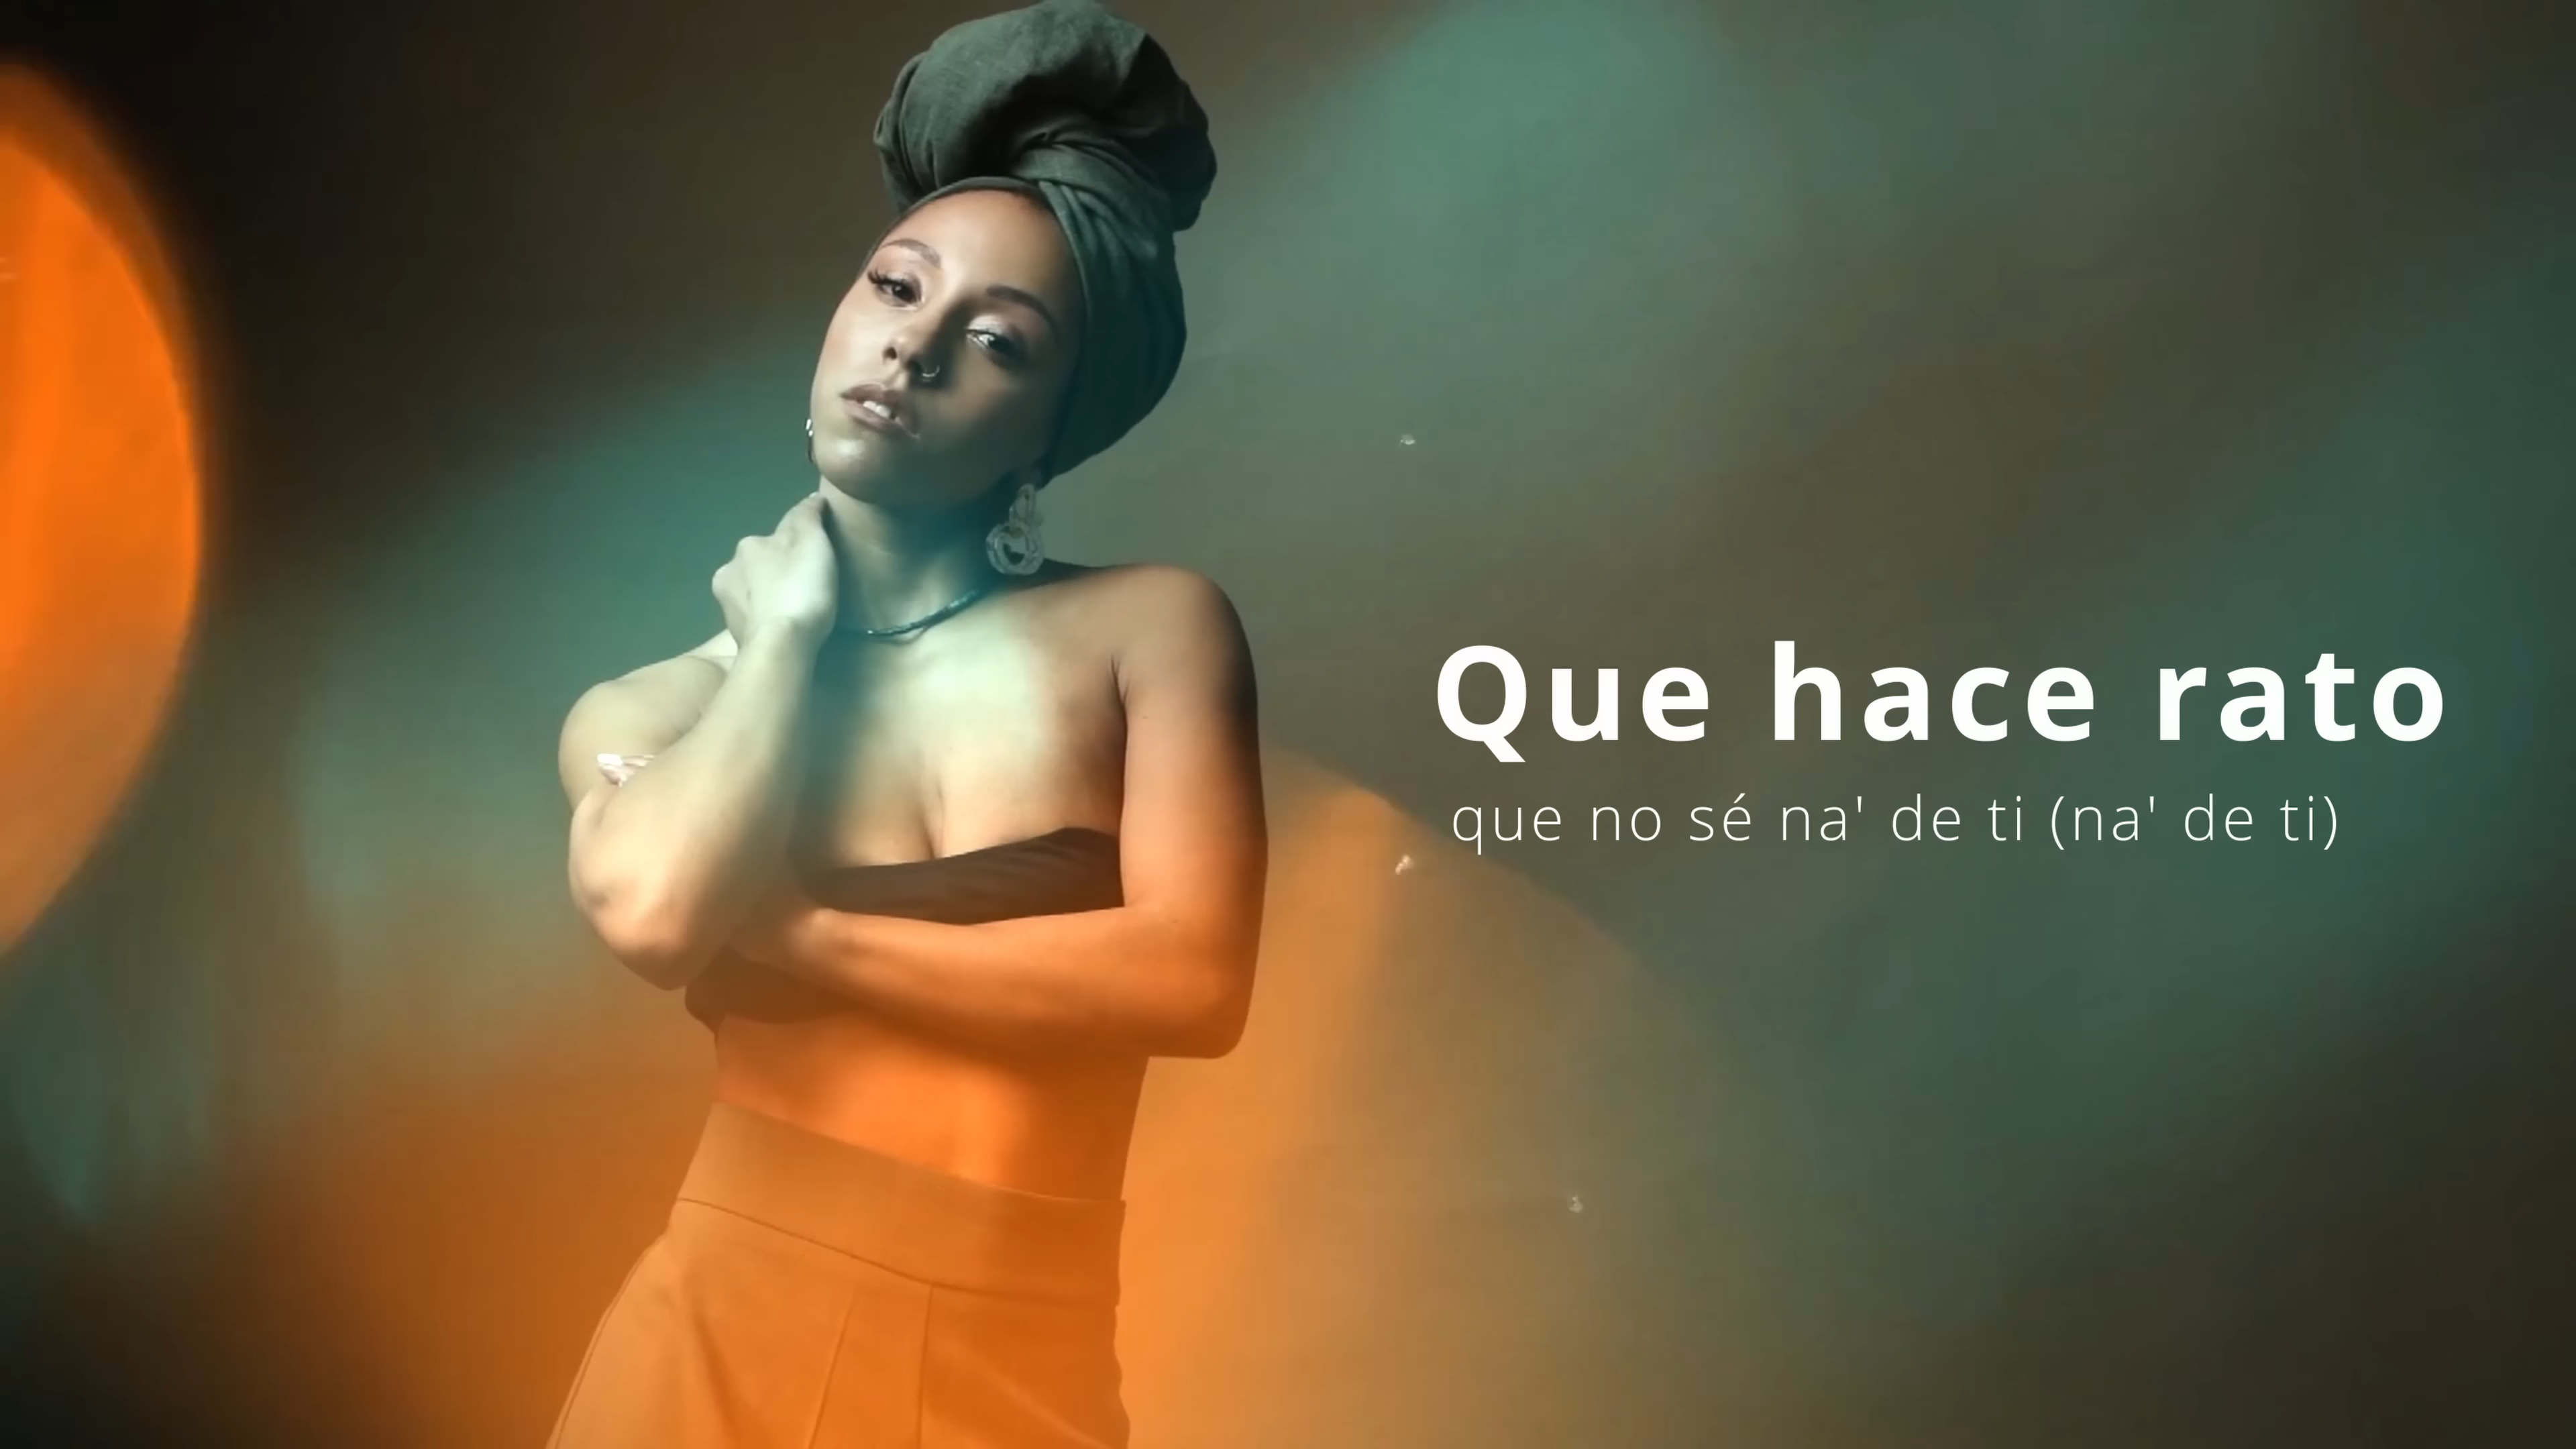 Que hace rato
que no sé na' de ti (na' de ti)